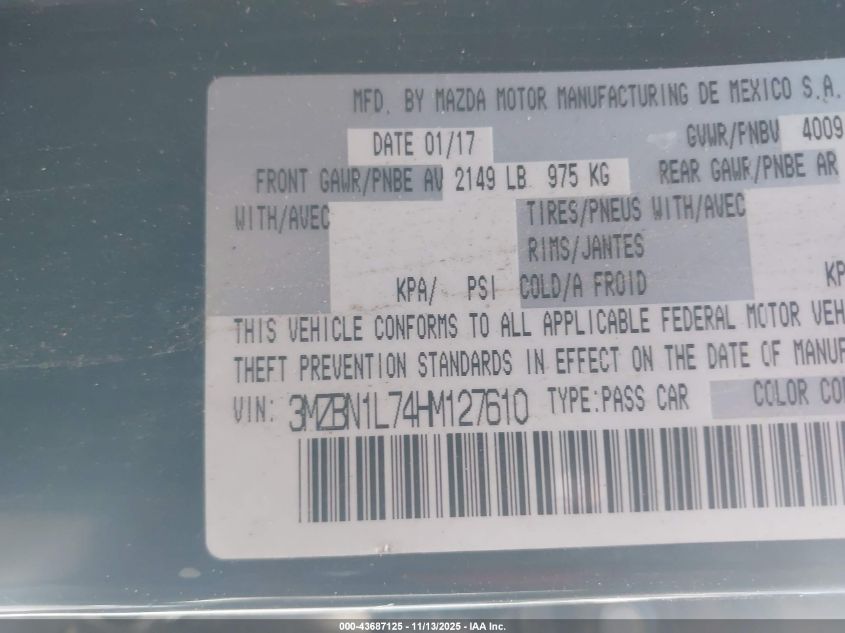 MFD. BY MAZDA MOTOR MANUFACTURING DE MEXICO S.A.
DATE 01/17 GVWR/PNBV 4009
FRONT GAWR/PNBE AV 2149 LB 975 KG REAR GAWR/PNBE AR
WITH/AVEC TIRES/PNEUS WITH/AVEC
RIMS/JANTES
KPA/ PSI COLD/A FROID KP
THIS VEHICLE CONFORMS TO ALL APPLICABLE FEDERAL MOTOR VEH
THEFT PREVENTION STANDARDS IN EFFECT ON THE DATE OF MANUF
VIN: 3MZBN1L74HM127610 TYPE:PASS CAR COLOR CO
000-43687125 - 11/13/2025 - IAA Inc.